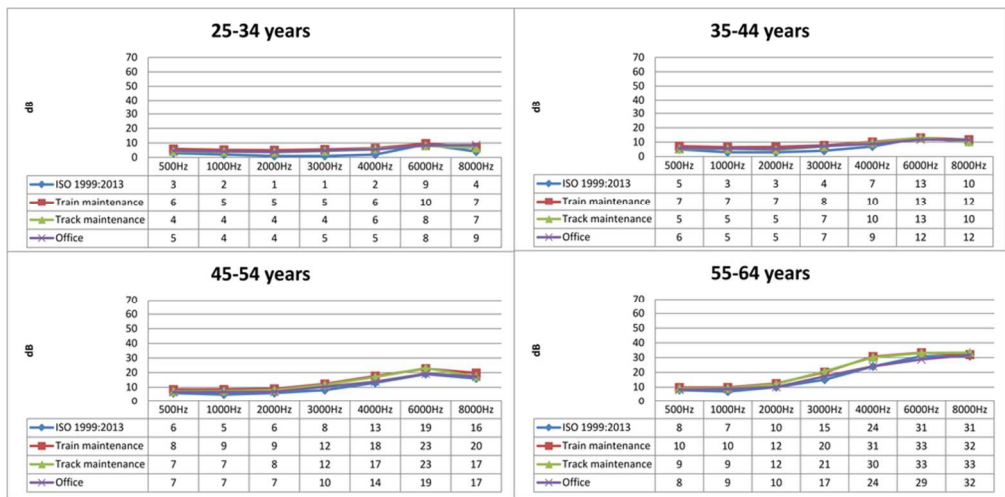 25-34 years
dB
70
60
50
40
30
20
10
0
500Hz 1000Hz 2000Hz 3000Hz 4000Hz 6000Hz 8000Hz
ISO 1999:2013 3 2 1 1 2 9 4
Train maintenance 6 5 5 5 6 10 7
Track maintenance 4 4 4 4 6 8 7
Office 5 4 4 5 5 8 9
35-44 years
dB
70
60
50
40
30
20
10
0
500Hz 1000Hz 2000Hz 3000Hz 4000Hz 6000Hz 8000Hz
ISO 1999:2013 5 3 3 4 7 13 10
Train maintenance 7 7 7 8 10 13 12
Track maintenance 5 5 5 7 10 13 10
Office 6 5 5 7 9 12 12
45-54 years
dB
70
60
50
40
30
20
10
0
500Hz 1000Hz 2000Hz 3000Hz 4000Hz 6000Hz 8000Hz
ISO 1999:2013 6 5 6 8 13 19 16
Train maintenance 8 9 9 12 18 23 20
Track maintenance 7 7 8 12 17 23 17
Office 7 7 7 10 14 19 17
55-64 years
dB
70
60
50
40
30
20
10
0
500Hz 1000Hz 2000Hz 3000Hz 4000Hz 6000Hz 8000Hz
ISO 1999:2013 8 7 10 15 24 31 31
Train maintenance 10 10 12 20 31 33 32
Track maintenance 9 9 12 21 30 33 33
Office 8 9 10 17 24 29 32